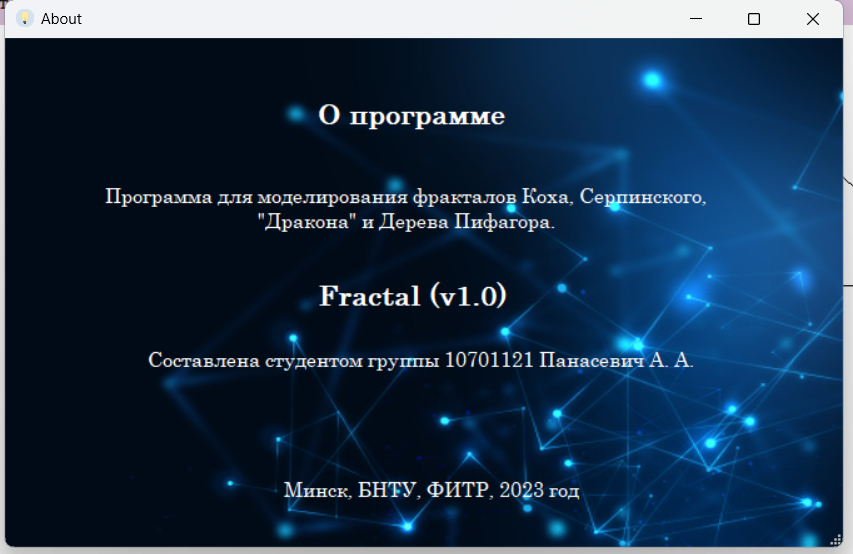 About
О программе
Программа для моделирования фракталов Коха, Серпинского,
"Дракона" и Дерева Пифагора.
Fractal (v1.0)
Составлена студентом группы 10701121 Панасевич А. А.
Минск, БНТУ, ФИТР, 2023 год